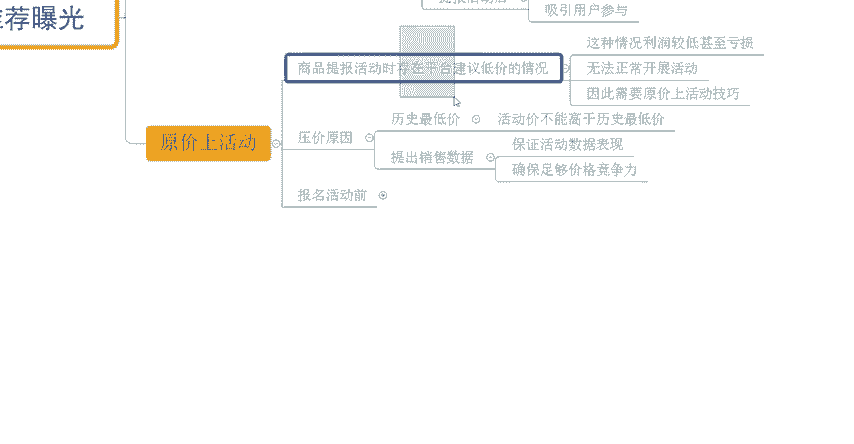 荐曝光
吸引用户参与
商品提报活动时存在平台建议低价的情况
这种情况利润较低甚至亏损
无法正常开展活动
因此需要原价上活动技巧
原价上活动
压价原因
历史最低价
活动价不能高于历史最低价
提出销售数据
保证活动数据表现
确保足够价格竞争力
报名活动前